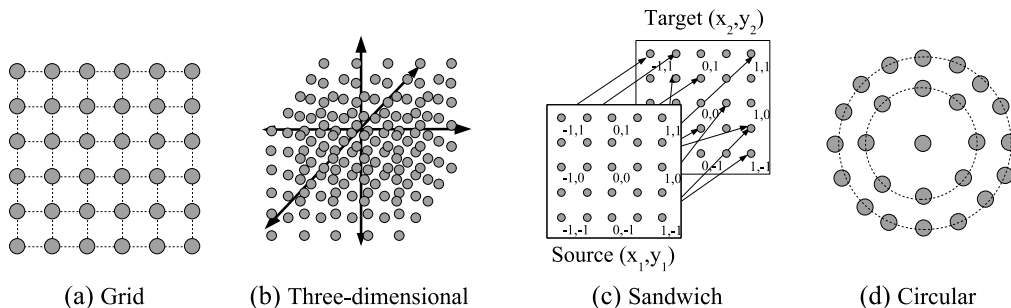 Target (x2,y2)
-1,1 0,1 1,1
0,0 1,0
0,-1 1,-1
-1,1 0,1 1,1
-1,0 0,0 1,0
-1,-1 0,-1 1,-1
Source (x1,y1)
(a) Grid
(b) Three-dimensional
(c) Sandwich
(d) Circular